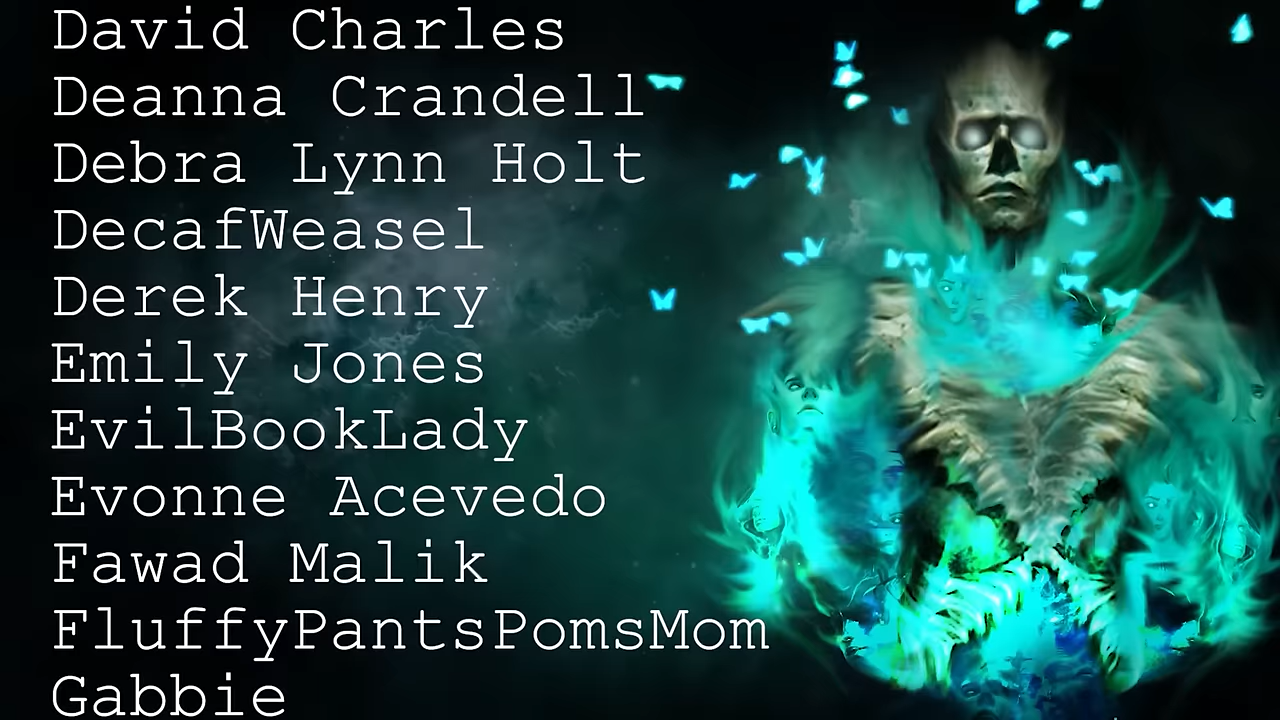 David Charles
Deanna Crandell
Debra Lynn Holt
DecafWeasel
Derek Henry
Emily Jones
EvilBookLady
Evonne Acevedo
Fawad Malik
FluffyPantsPomsMom
Gabbie